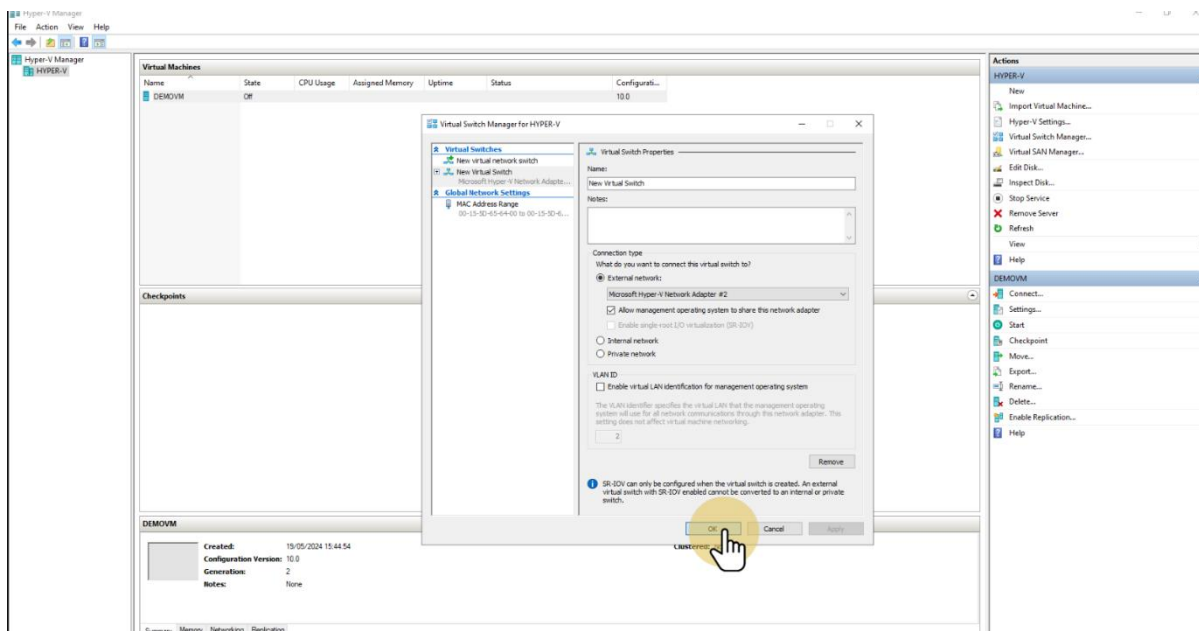 Hyper-V Manager
File Action View Help
Hyper-V Manager
HYPER-V
Virtual Machines
Name State CPU Usage Assigned Memory Uptime Status Configurati...
DEMOVM Off 10.0
Virtual Switch Manager for HYPER-V
Virtual Switches
New virtual network switch
New Virtual Switch
Microsoft Hyper-V Network Adapte...
Global Network Settings
MAC Address Range
00-15-5D-65-64-00 to 00-15-5D-6...
Virtual Switch Properties
Name:
New Virtual Switch
Notes:
Connection type
What do you want to connect this virtual switch to?
External network:
Microsoft Hyper-V Network Adapter #2
Allow management operating system to share this network adapter
Enable single-root I/O virtualization (SR-IOV)
Internal network
Private network
VLAN ID
Enable virtual LAN identification for management operating system
The VLAN identifier specifies the virtual LAN that the management operating
system will use for all network communications through this network adapter. This
setting does not affect virtual machine networking.
2
Remove
SR-IOV can only be configured when the virtual switch is created. An external
virtual switch with SR-IOV enabled cannot be converted to an internal or private
switch.
OK Cancel Apply
Checkpoints
DEMOVM
Created: 19/05/2024 15:44:54
Clustered:
Configuration Version: 10.0
Generation: 2
Notes: None
Summary Memory Networking Replication
Actions
HYPER-V
New
Import Virtual Machine...
Hyper-V Settings...
Virtual Switch Manager...
Virtual SAN Manager...
Edit Disk...
Inspect Disk...
Stop Service
Remove Server
Refresh
View
Help
DEMOVM
Connect...
Settings...
Start
Checkpoint
Move...
Export...
Rename...
Delete...
Enable Replication...
Help